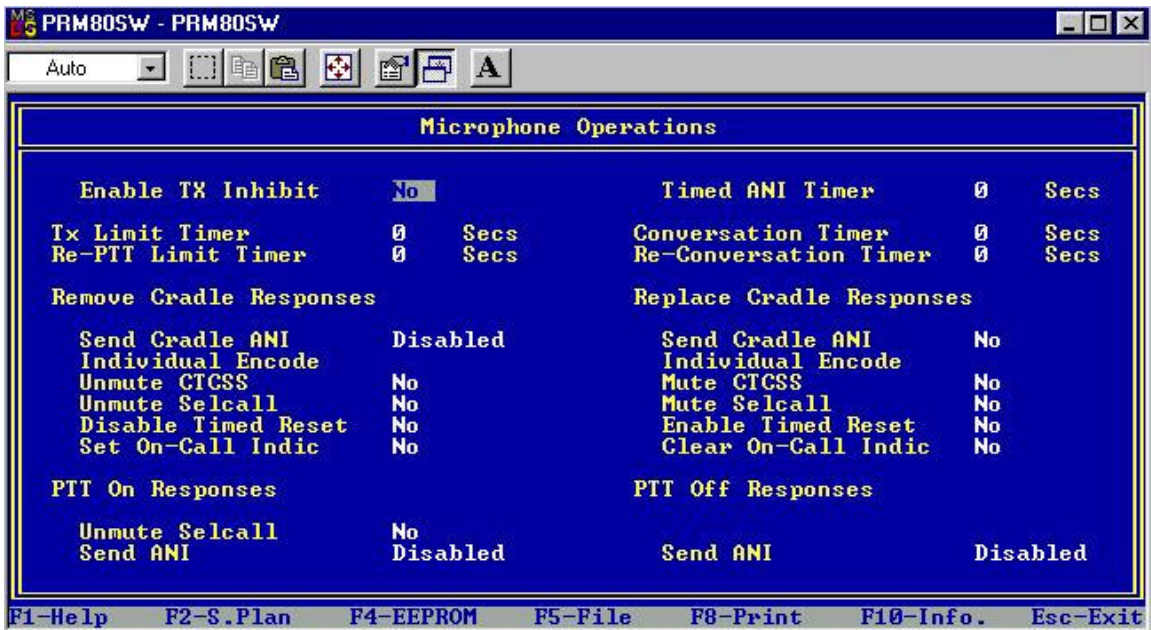 PRM80SW - PRM80SW
Auto
A
Microphone Operations
Enable TX Inhibit No Timed ANI Timer 0 Secs
Tx Limit Timer 0 Secs Conversation Timer 0 Secs
Re-PTT Limit Timer 0 Secs Re-Conversation Timer 0 Secs
Remove Cradle Responses Replace Cradle Responses
Send Cradle ANI Disabled Send Cradle ANI No
Individual Encode Individual Encode
Unmute CTCSS No Mute CTCSS No
Unmute Selcall No Mute Selcall No
Disable Timed Reset No Enable Timed Reset No
Set On-Call Indic No Clear On-Call Indic No
PTT On Responses PTT Off Responses
Unmute Selcall No
Send ANI Disabled Send ANI Disabled
F1-Help F2-S.Plan F4-EEPROM F5-File F8-Print F10-Info. Esc-Exit